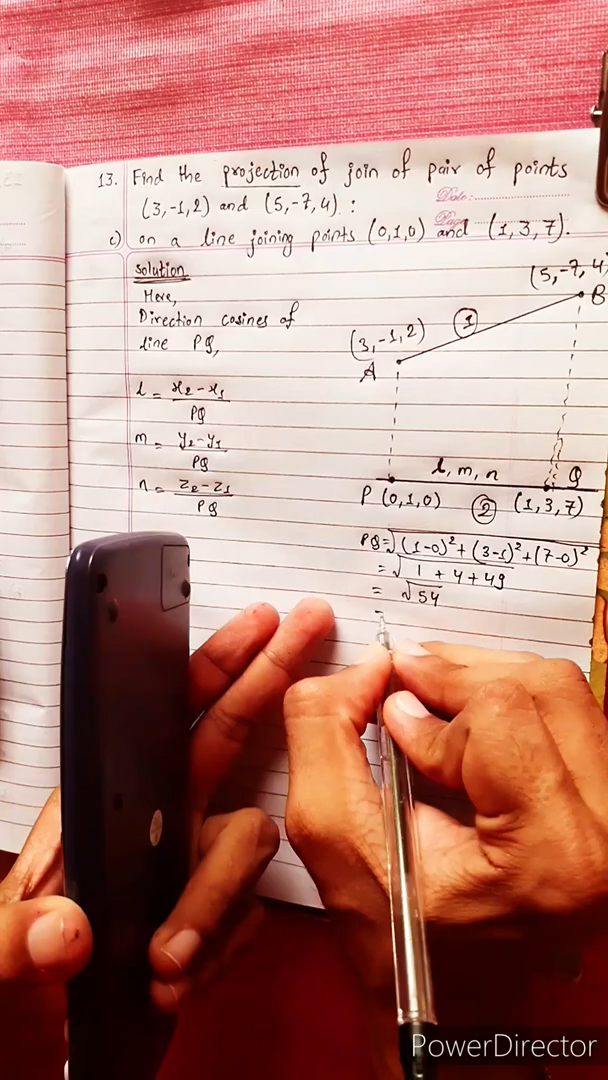 13. Find the projection of join of pair of points
(3,-1,2) and (5,-7,4) :
Date:
Page
c) on a line joining points (0,1,0) and (1,3,7).
Solution
Here,
Direction cosines of
line PQ,
l = x₂-x₁ / PQ
m = y₂-y₁ / PQ
n = z₂-z₁ / PQ
(5,-7,4)
B
(3,-1,2)
A
①
l, m, n
Q
P (0,1,0) ② (1,3,7)
PQ = √(1-0)² + (3-1)² + (7-0)²
= √1 + 4 + 49
= √54
=
PowerDirector